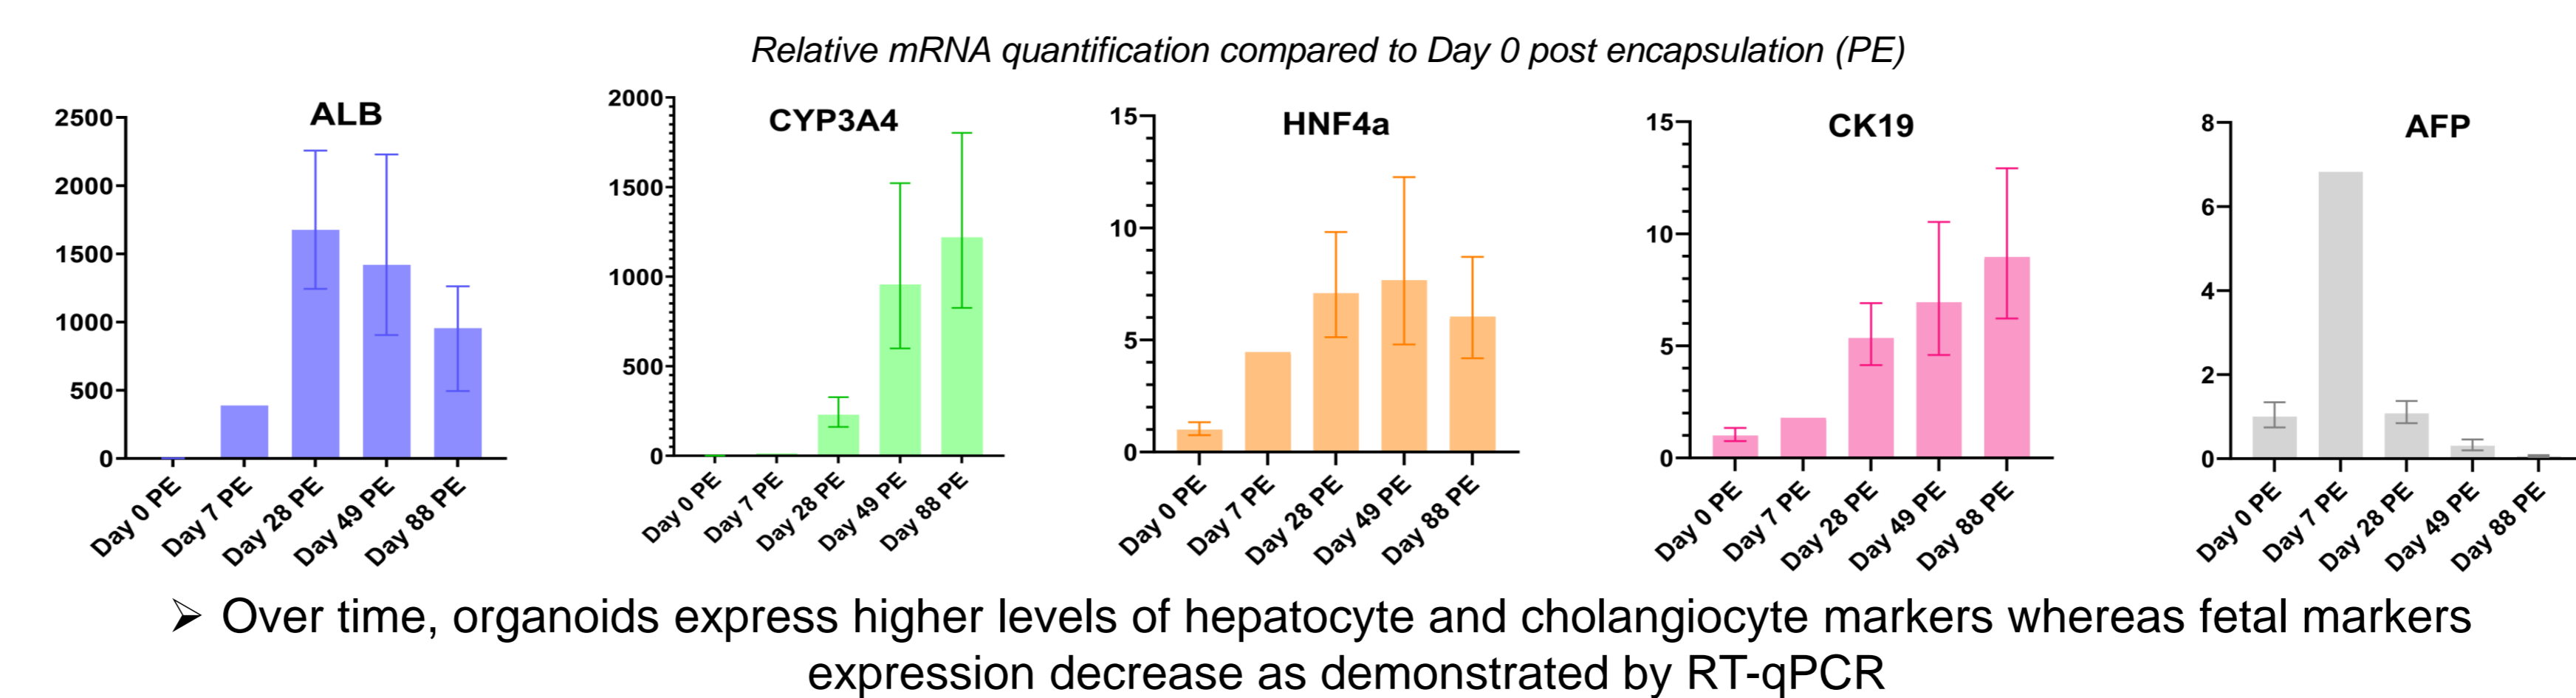 Relative mRNA quantification compared to Day 0 post encapsulation (PE)
ALB
2500
2000
1500
1000
500
0
Day 0 PE
Day 7 PE
Day 28 PE
Day 49 PE
Day 88 PE
CYP3A4
2000
1500
1000
500
0
Day 0 PE
Day 7 PE
Day 28 PE
Day 49 PE
Day 88 PE
HNF4a
15
10
5
0
Day 0 PE
Day 7 PE
Day 28 PE
Day 49 PE
Day 88 PE
CK19
15
10
5
0
Day 0 PE
Day 7 PE
Day 28 PE
Day 49 PE
Day 88 PE
AFP
8
6
4
2
0
Day 0 PE
Day 7 PE
Day 28 PE
Day 49 PE
Day 88 PE
➢ Over time, organoids express higher levels of hepatocyte and cholangiocyte markers whereas fetal markers
expression decrease as demonstrated by RT-qPCR